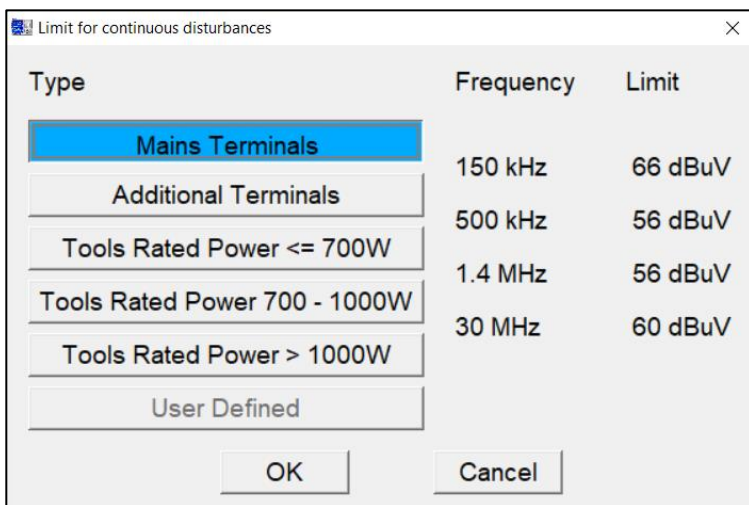 Limit for continuous disturbances
Type Frequency Limit
Mains Terminals
Additional Terminals
Tools Rated Power <= 700W
Tools Rated Power 700 - 1000W
Tools Rated Power > 1000W
User Defined
150 kHz 66 dBuV
500 kHz 56 dBuV
1.4 MHz 56 dBuV
30 MHz 60 dBuV
OK Cancel